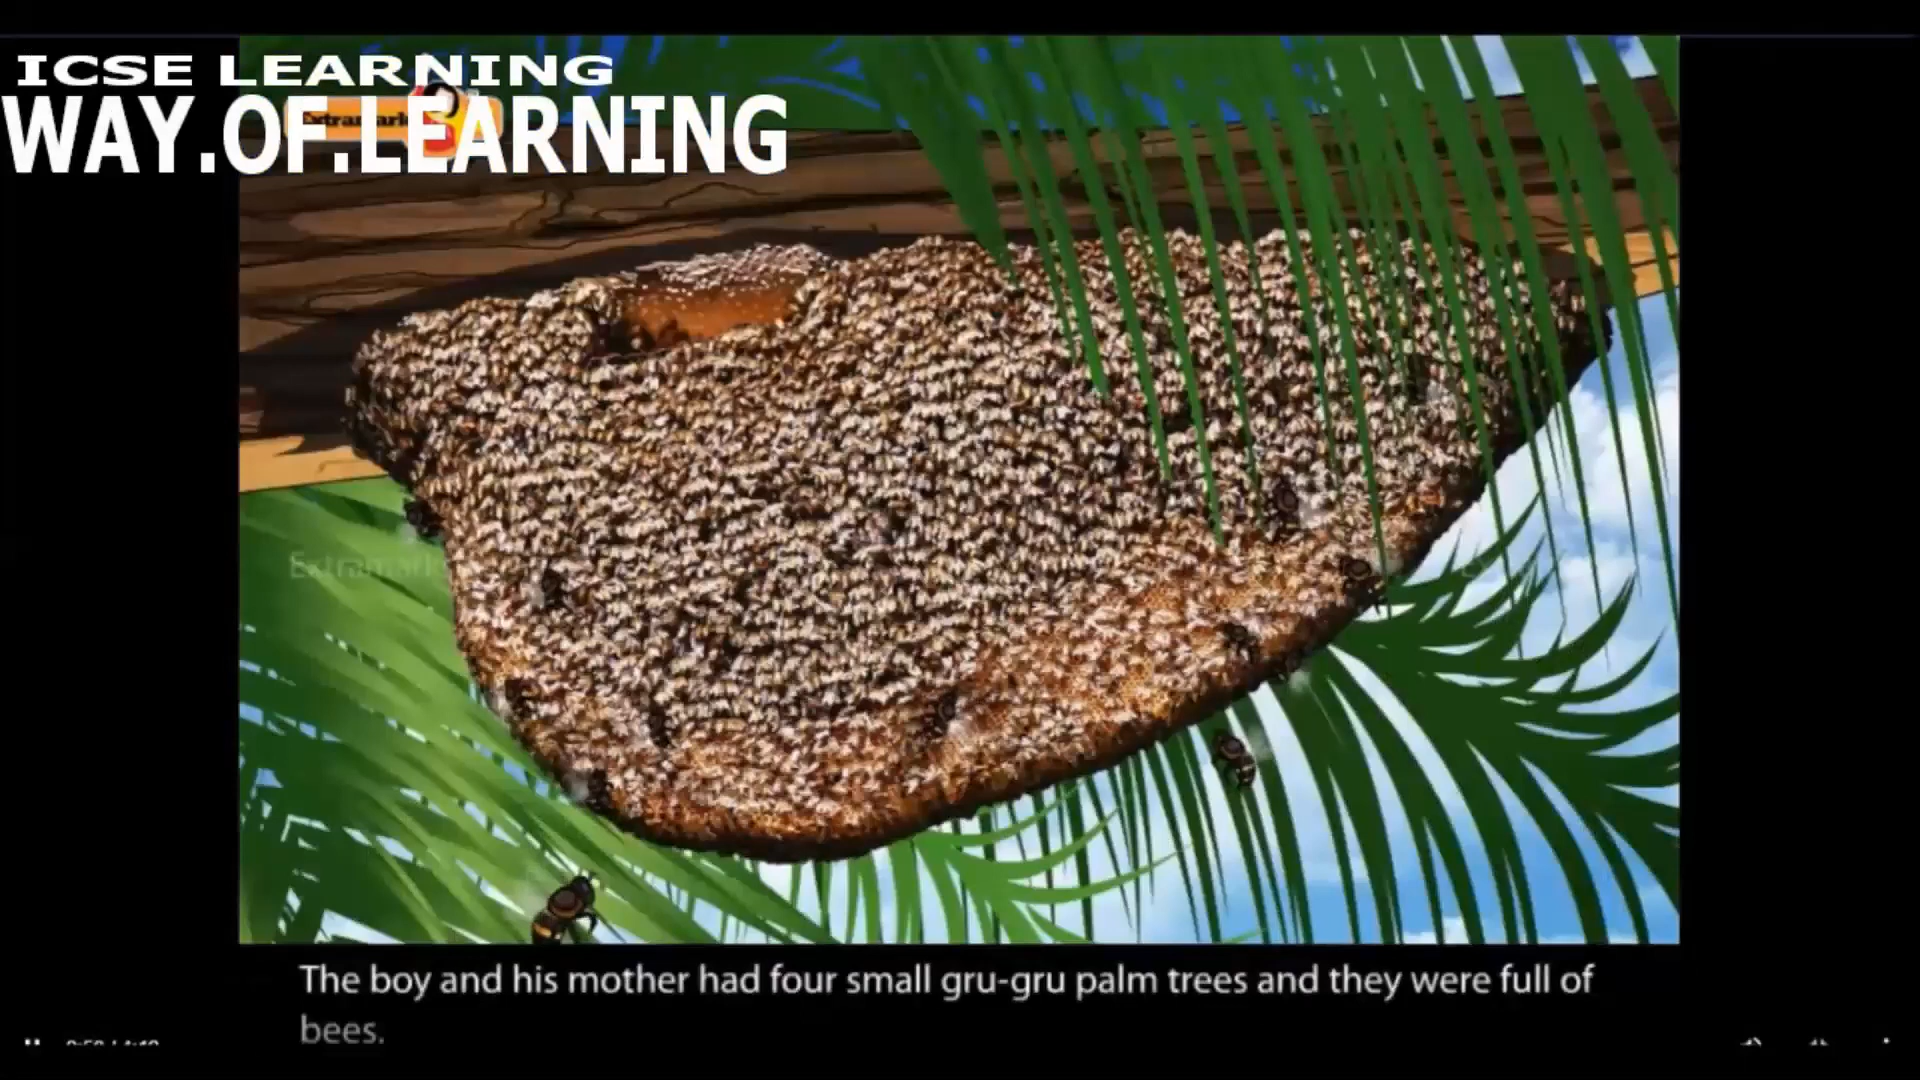 ICSE LEARNING
WAY.OF.LEARNING
Extramarks
The boy and his mother had four small gru-gru palm trees and they were full of
bees.